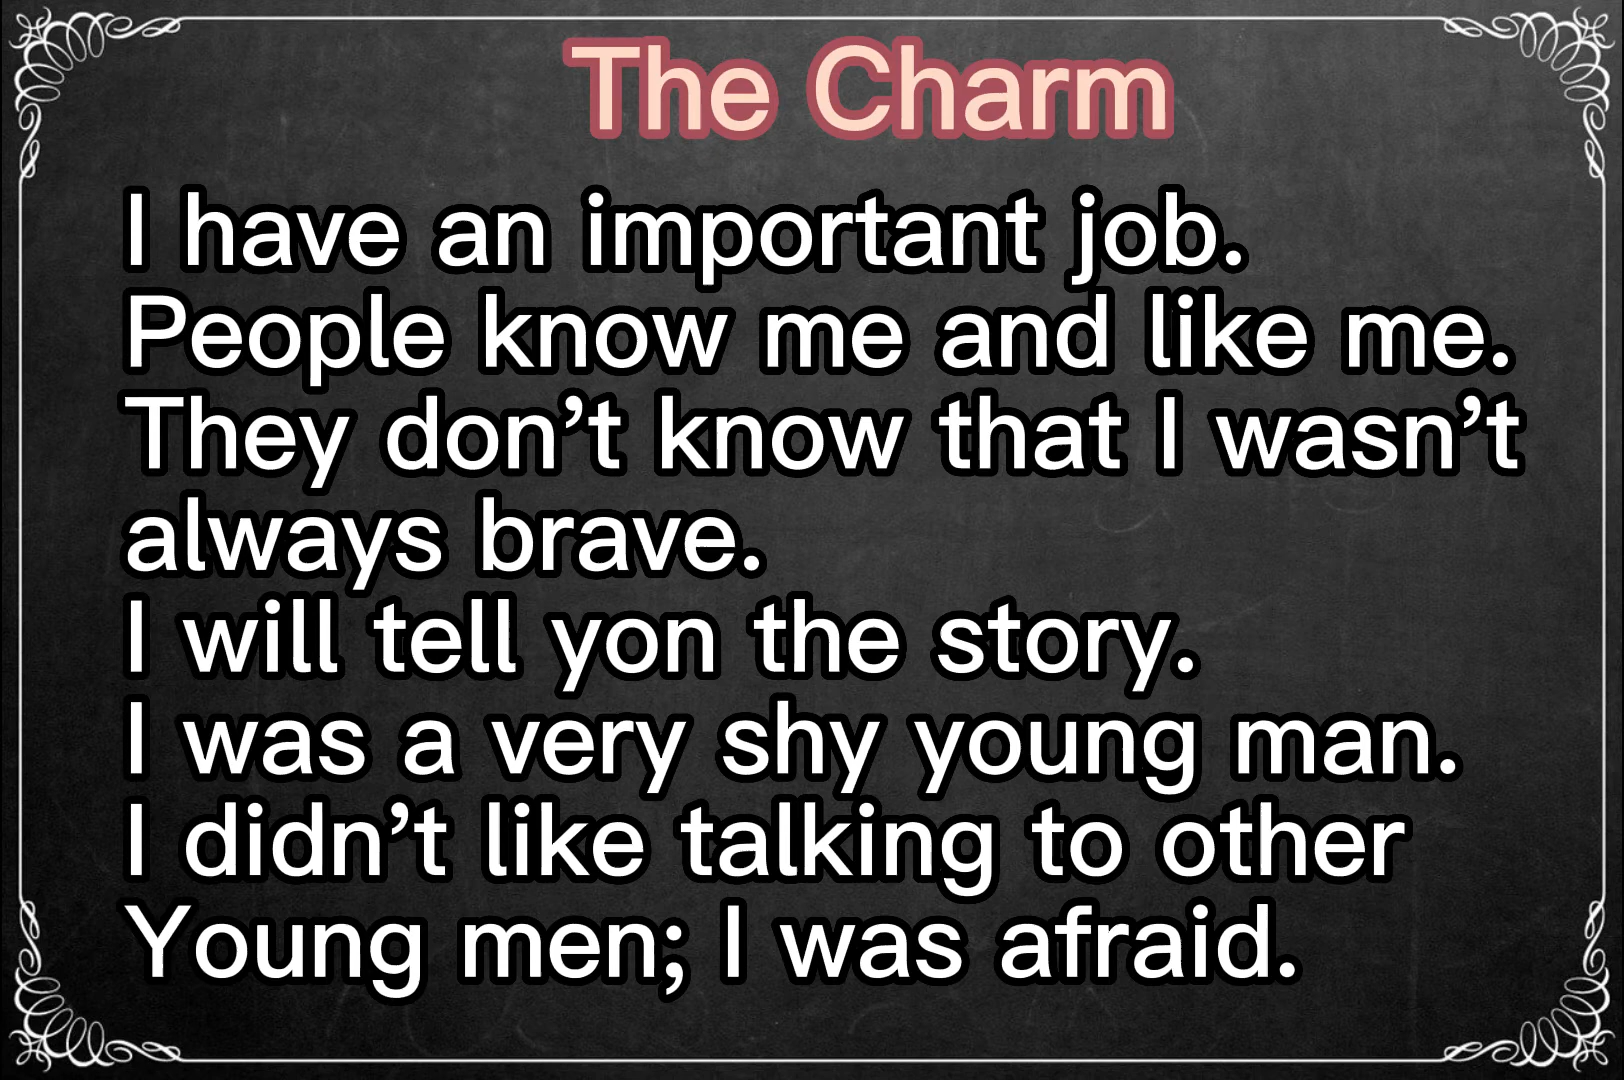 The Charm
I have an important job.
People know me and like me.
They don’t know that I wasn’t
always brave.
I will tell yon the story.
I was a very shy young man.
I didn’t like talking to other
Young men; I was afraid.